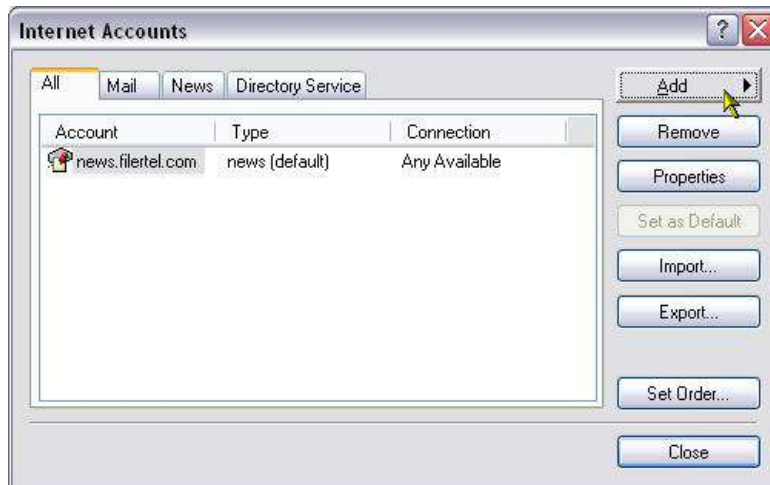 Internet Accounts
All Mail News Directory Service
Account Type Connection
news.filertel.com news (default) Any Available
Add
Remove
Properties
Set as Default
Import...
Export...
Set Order...
Close